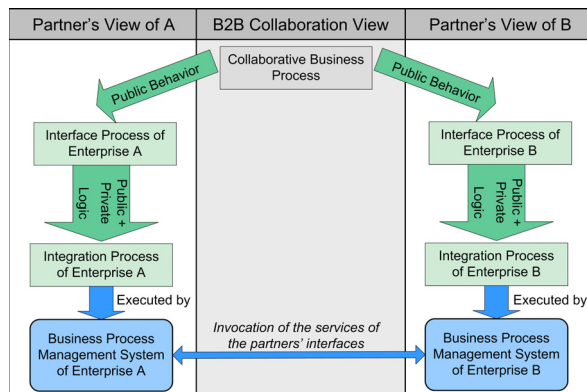 Partner's View of A
B2B Collaboration View
Partner's View of B
Public Behavior
Collaborative Business
Process
Public Behavior
Interface Process of
Enterprise A
Interface Process of
Enterprise B
Public +
Private
Logic
Public +
Private
Logic
Integration Process
of Enterprise A
Integration Process
of Enterprise B
Executed by
Executed by
Business Process
Management System
of Enterprise A
Invocation of the services of
the partners' interfaces
Business Process
Management System
of Enterprise B